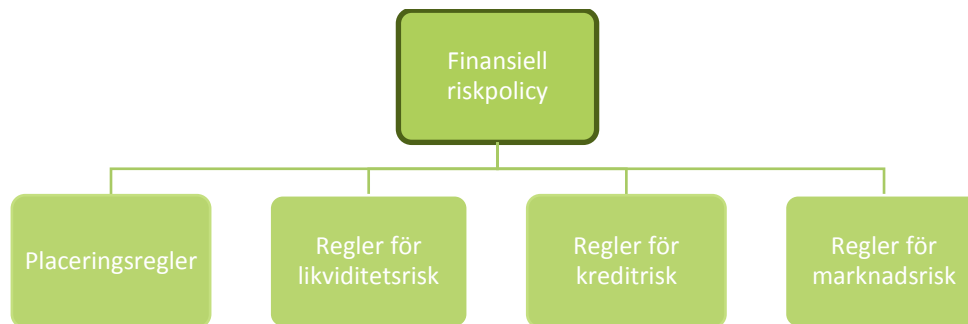 Finansiell
riskpolicy
Placeringsregler
Regler för
likviditetsrisk
Regler för
kreditrisk
Regler för
marknadsrisk